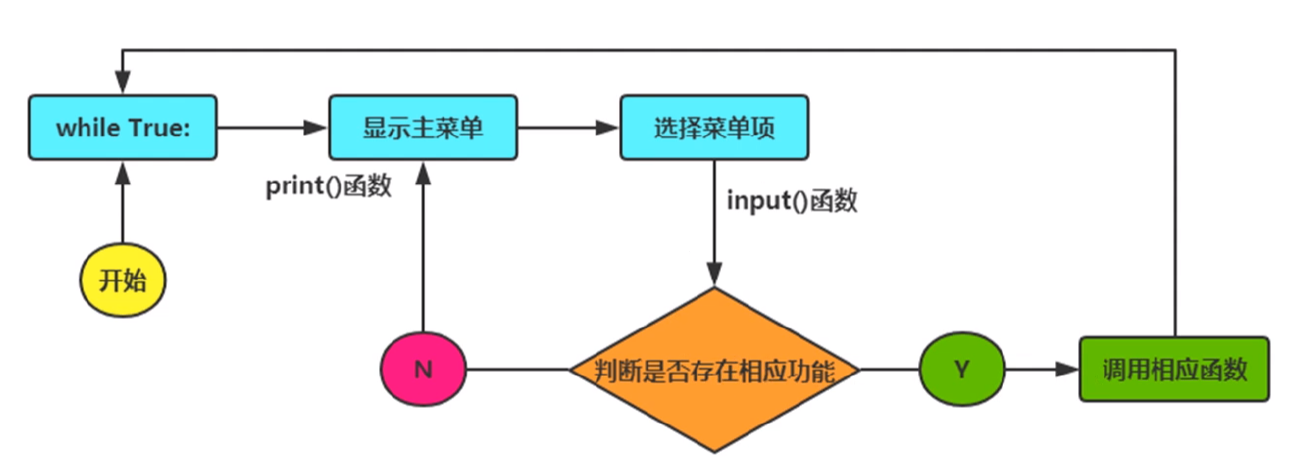 while True:
显示主菜单
选择菜单项
print()函数
input()函数
开始
N
判断是否存在相应功能
Y
调用相应函数